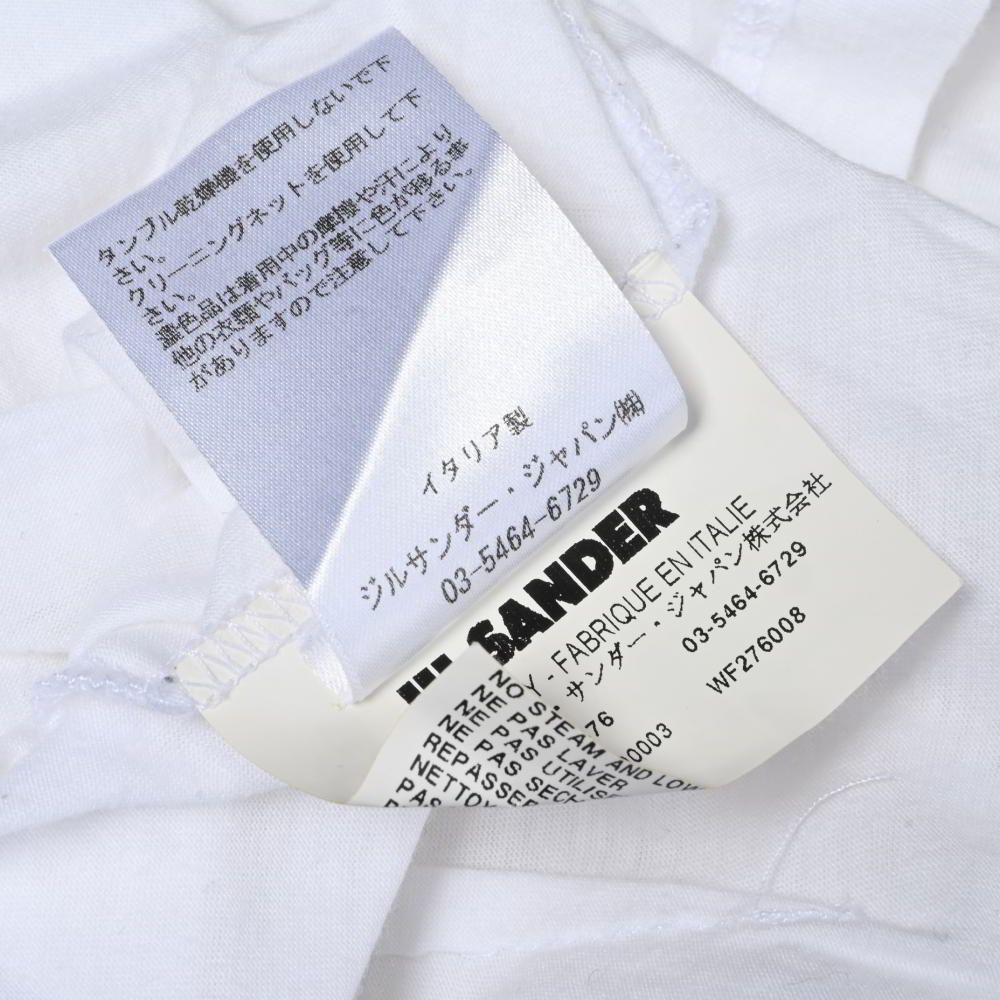 タンブル乾燥機を使用しないで下
さい。
クリーニングネットを使用して下
さい。
濃色品は着用中の摩擦や汗により
他の衣類やバッグ等に色が移る事
がありますので注意して下さい。
イタリア製
ジルサンダー・ジャパン㈱
03-5464-6729
JIL SANDER
Y - FABRIQUE EN ITALIE
サンダー・ジャパン株式会社
03-5464-6729
WF276008
76
0003
NO STEAM AND LOW
NE PAS LAVER
NE PAS UTILISE
NE PAS SECH
REPASSE
NETTOY
PAS